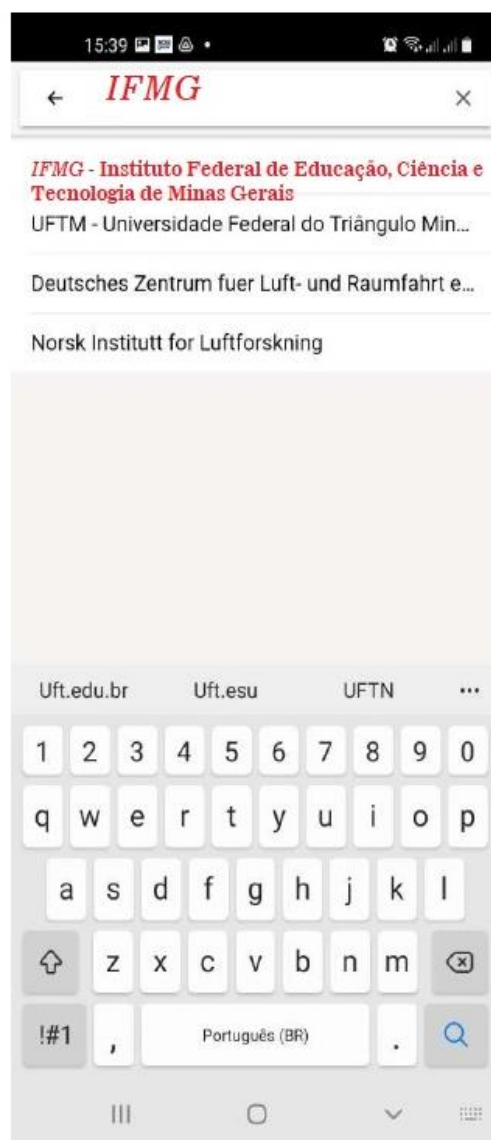 15:39
IFMG
IFMG - Instituto Federal de Educação, Ciência e
Tecnologia de Minas Gerais
UFTM - Universidade Federal do Triângulo Min...
Deutsches Zentrum fuer Luft- und Raumfahrt e...
Norsk Institutt for Luftforskning
Uft.edu.br Uft.esu UFTN ...
1 2 3 4 5 6 7 8 9 0
q w e r t y u i o p
a s d f g h j k l
z x c v b n m
!#1 , Português (BR) .